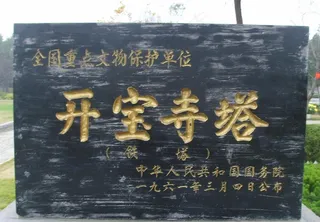 全国重点文物保护单位
开宝寺塔
(铁塔)
中华人民共和国国务院
一九六一年三月四日公布